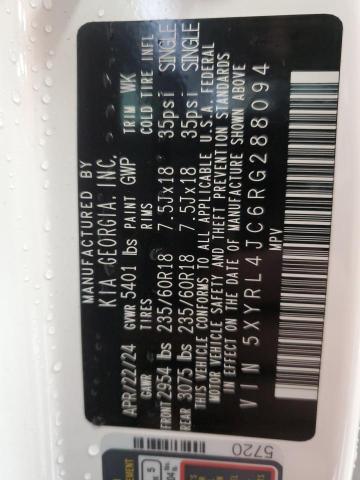 MANUFACTURED BY
KIA GEORGIA, INC.
APR/22/24 GVWR 5401 lbs PAINT GWP TRIM WK
GAWR TIRES RIMS COLD TIRE INFL
FRONT 2954 lbs 235/60R18 7.5Jx18 35psi SINGLE
REAR 3075 lbs 235/60R18 7.5Jx18 35psi SINGLE
THIS VEHICLE CONFORMS TO ALL APPLICABLE U.S.A. FEDERAL
MOTOR VEHICLE SAFETY AND THEFT PREVENTION STANDARDS
IN EFFECT ON THE DATE OF MANUFACTURE SHOWN ABOVE
VIN 5XYRL4JC6RG288094
MPV
5720